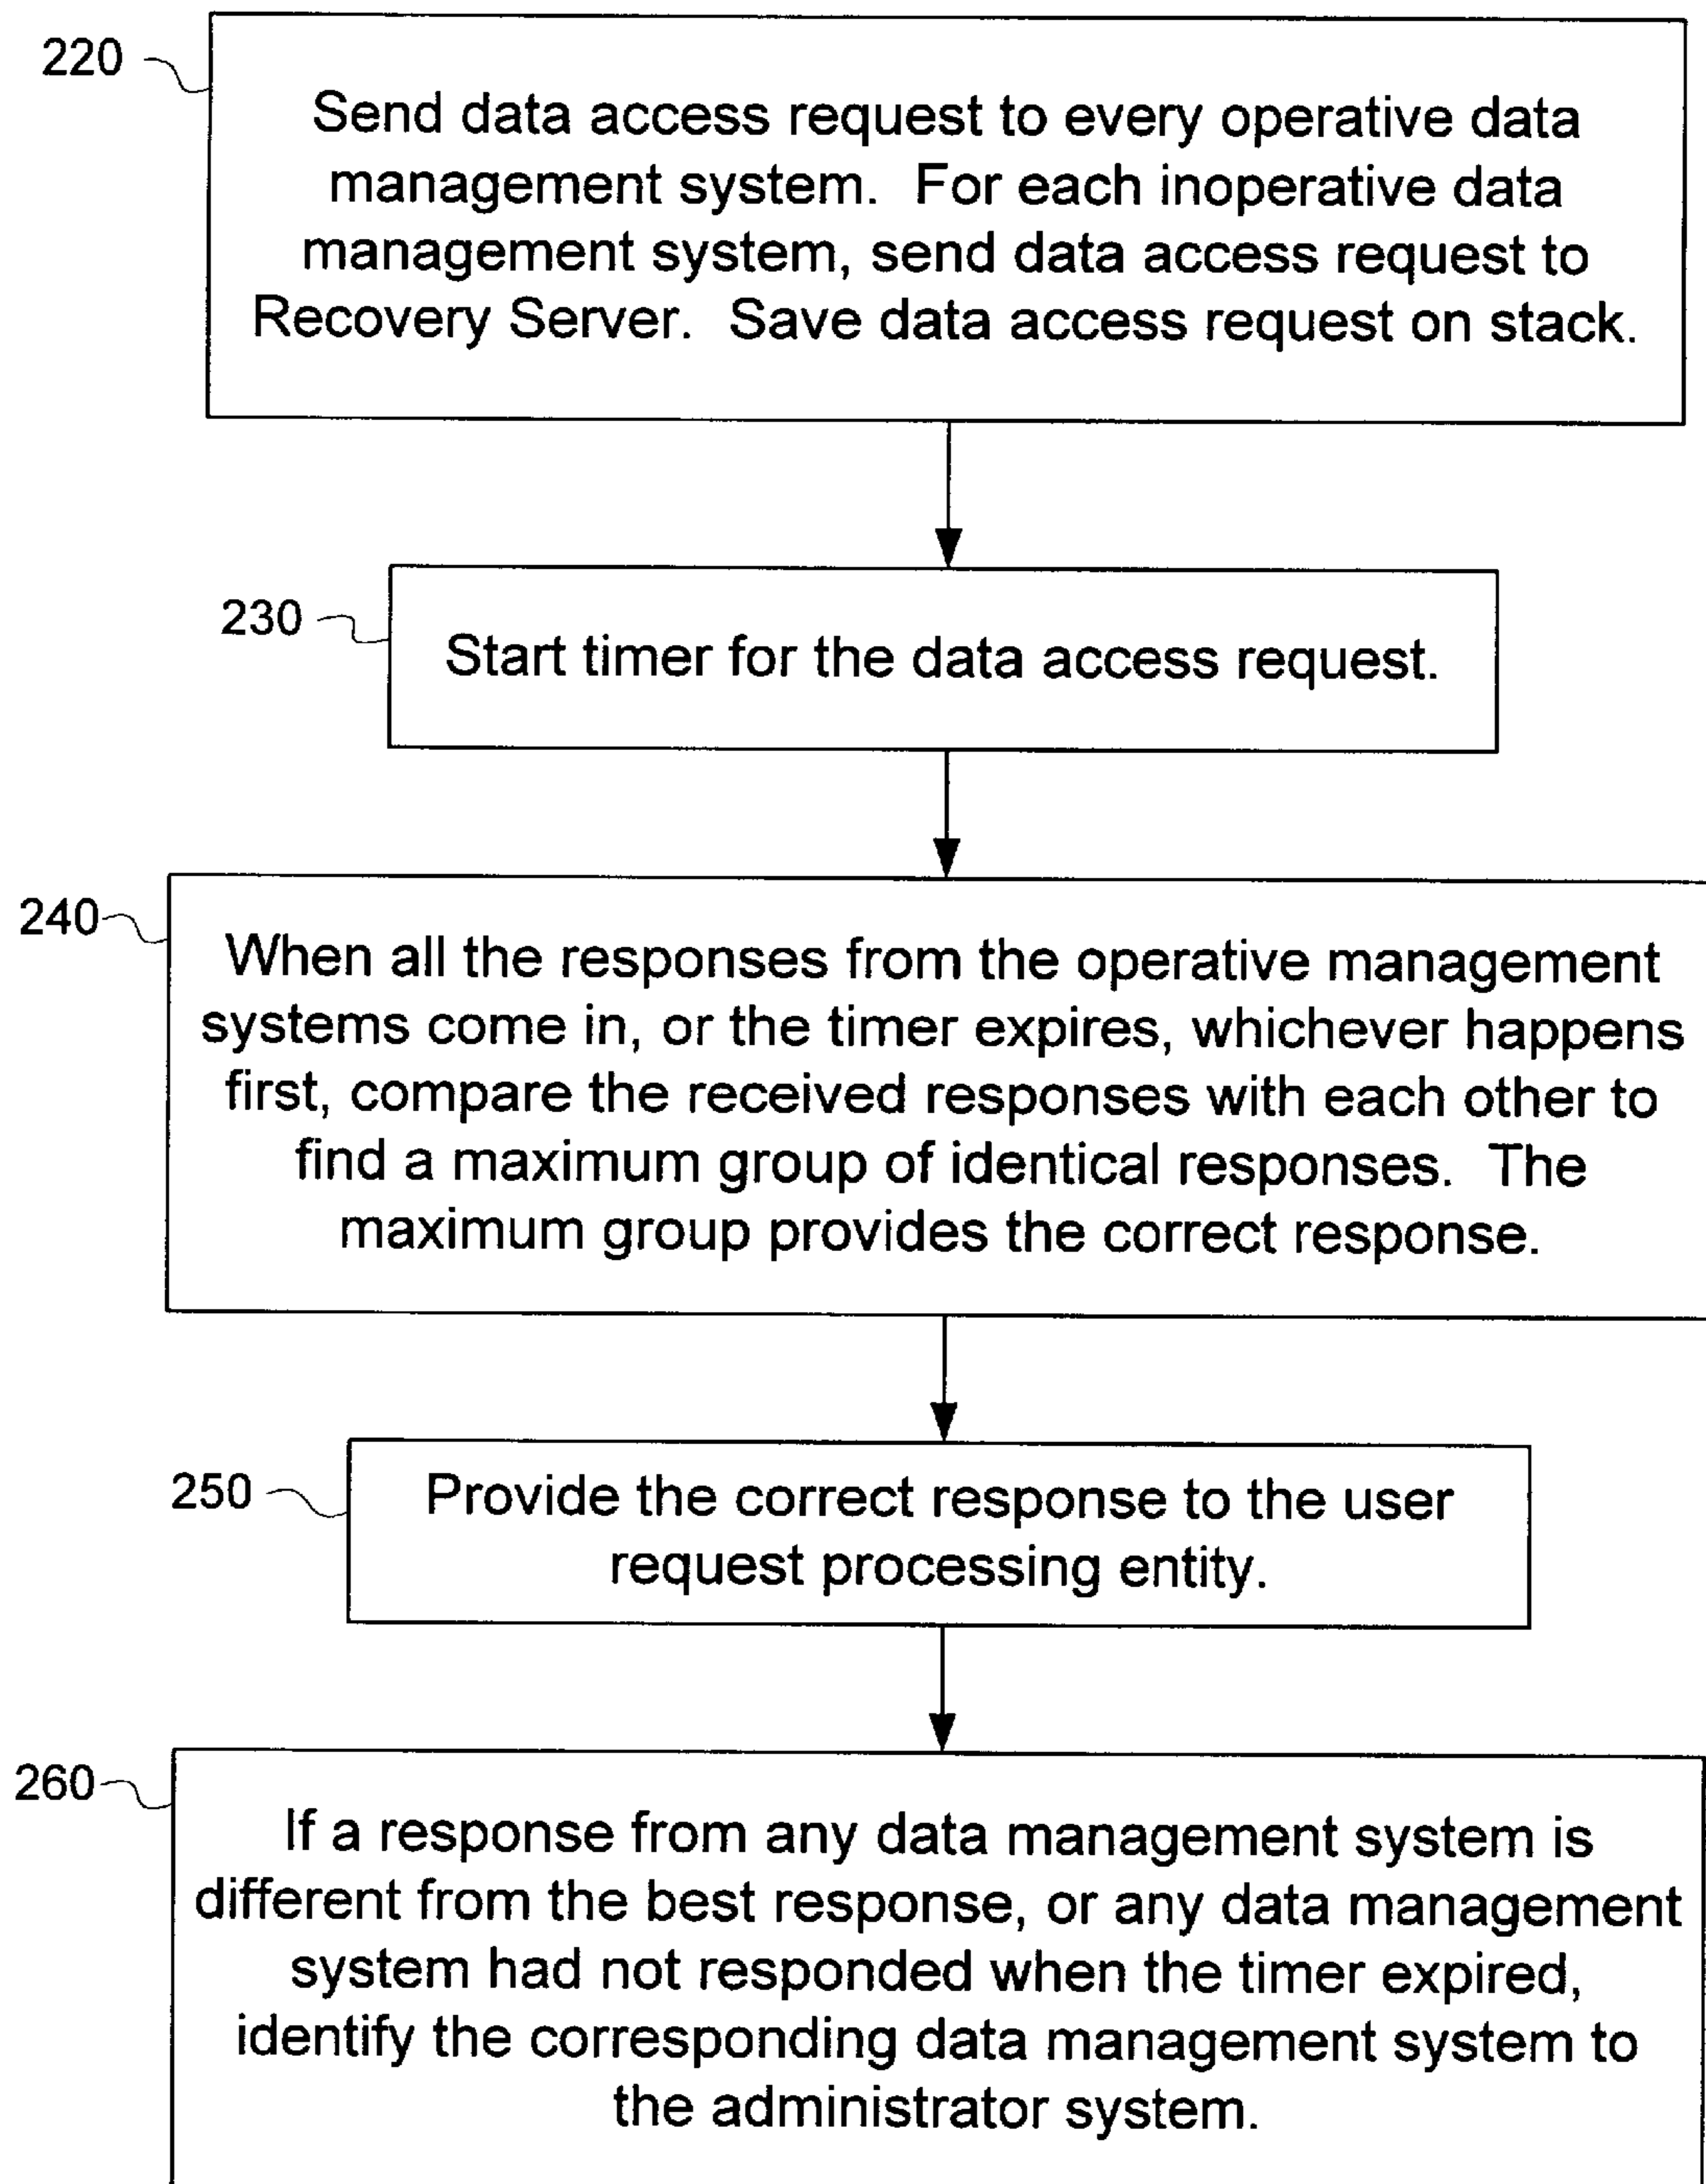 220
Send data access request to every operative data
management system. For each inoperative data
management system, send data access request to
Recovery Server. Save data access request on stack.
230
Start timer for the data access request.
240
When all the responses from the operative management
systems come in, or the timer expires, whichever happens
first, compare the received responses with each other to
find a maximum group of identical responses. The
maximum group provides the correct response.
250
Provide the correct response to the user
request processing entity.
260
If a response from any data management system is
different from the best response, or any data management
system had not responded when the timer expired,
identify the corresponding data management system to
the administrator system.